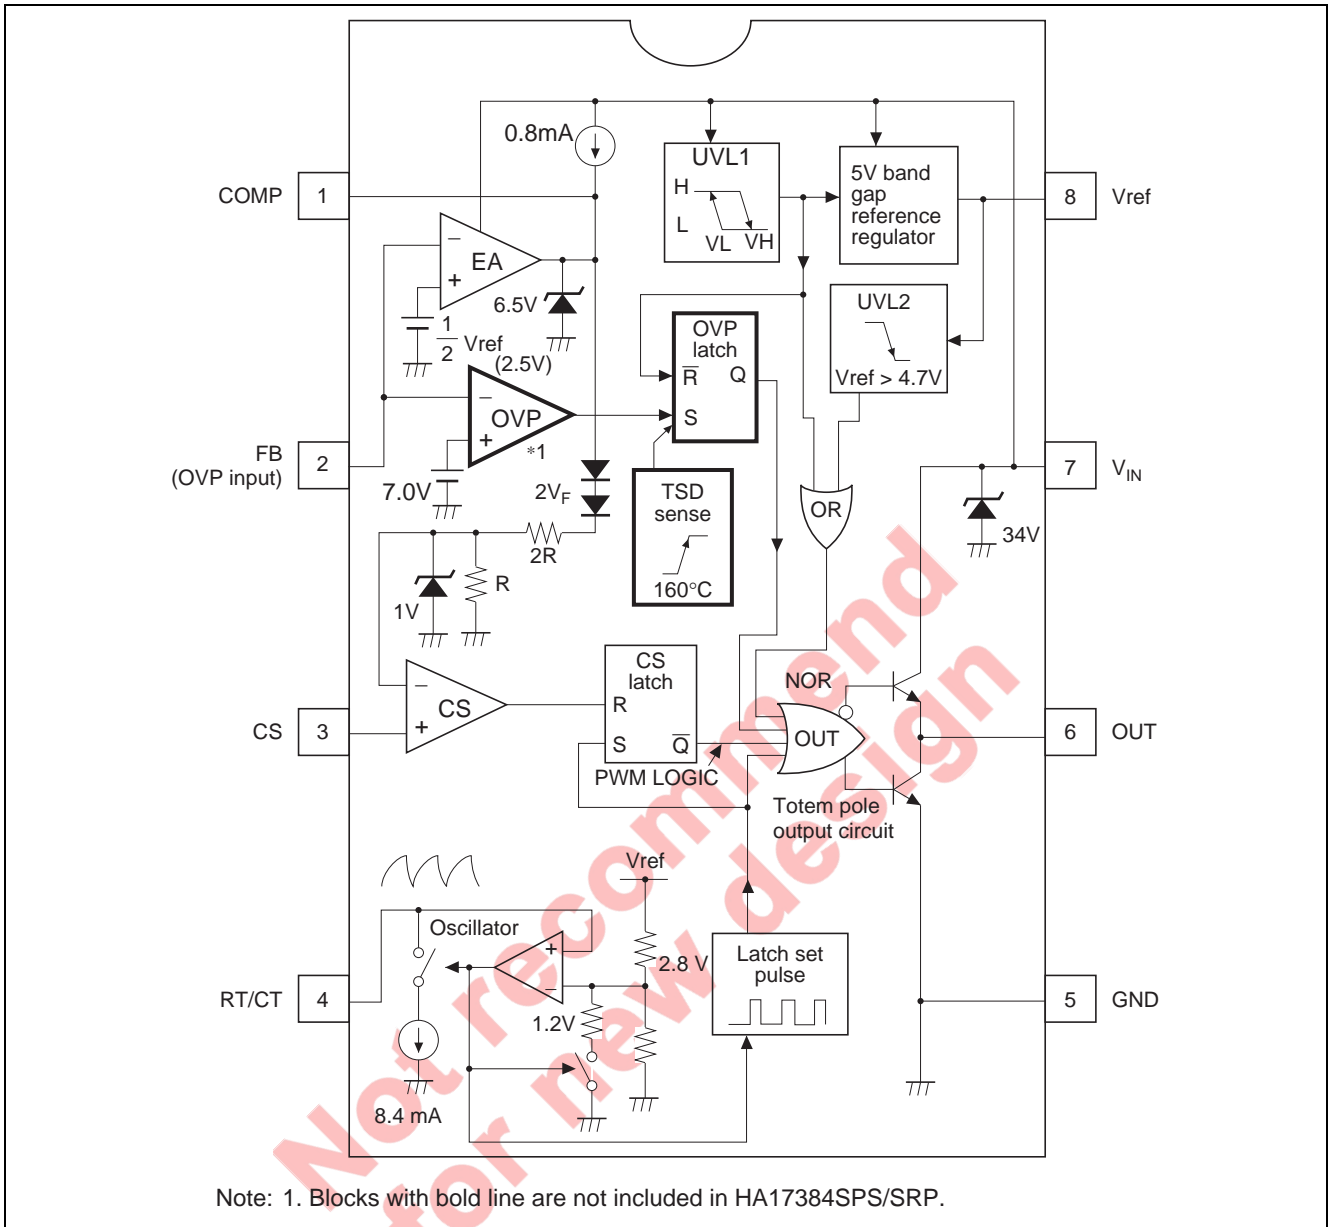 0.8mA
UVL1
H
L
VL VH
5V band
gap
reference
regulator
COMP 1
8 Vref
−
EA
+
6.5V
1
2
Vref
(2.5V)
OVP
latch
R̅ Q
S
UVL2
Vref > 4.7V
−
OVP
+
*1
FB
(OVP input)
2
7 VIN
7.0V
2VF
TSD
sense
160°C
OR
34V
2R
R
1V
CS
latch
R
S Q̅
−
CS
+
CS 3
NOR
OUT
6 OUT
PWM LOGIC
Totem pole
output circuit
Vref
Oscillator
+
−
2.8 V
1.2V
Latch set
pulse
RT/CT 4
5 GND
8.4 mA
Not recommend
for new design
Note: 1. Blocks with bold line are not included in HA17384SPS/SRP.